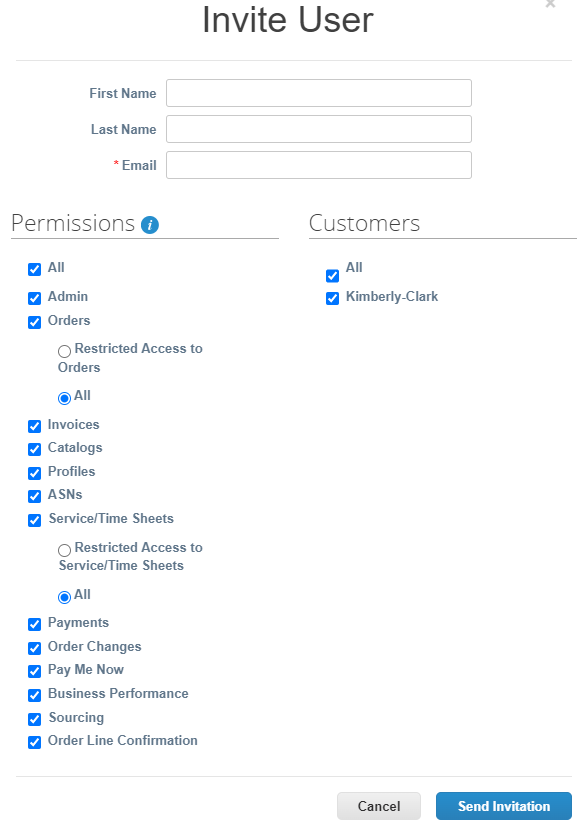 ×
Invite User
First Name
Last Name
* Email
Permissions i
All
Admin
Orders
Restricted Access to
Orders
All
Invoices
Catalogs
Profiles
ASNs
Service/Time Sheets
Restricted Access to
Service/Time Sheets
All
Payments
Order Changes
Pay Me Now
Business Performance
Sourcing
Order Line Confirmation
Customers
All
Kimberly-Clark
Cancel
Send Invitation